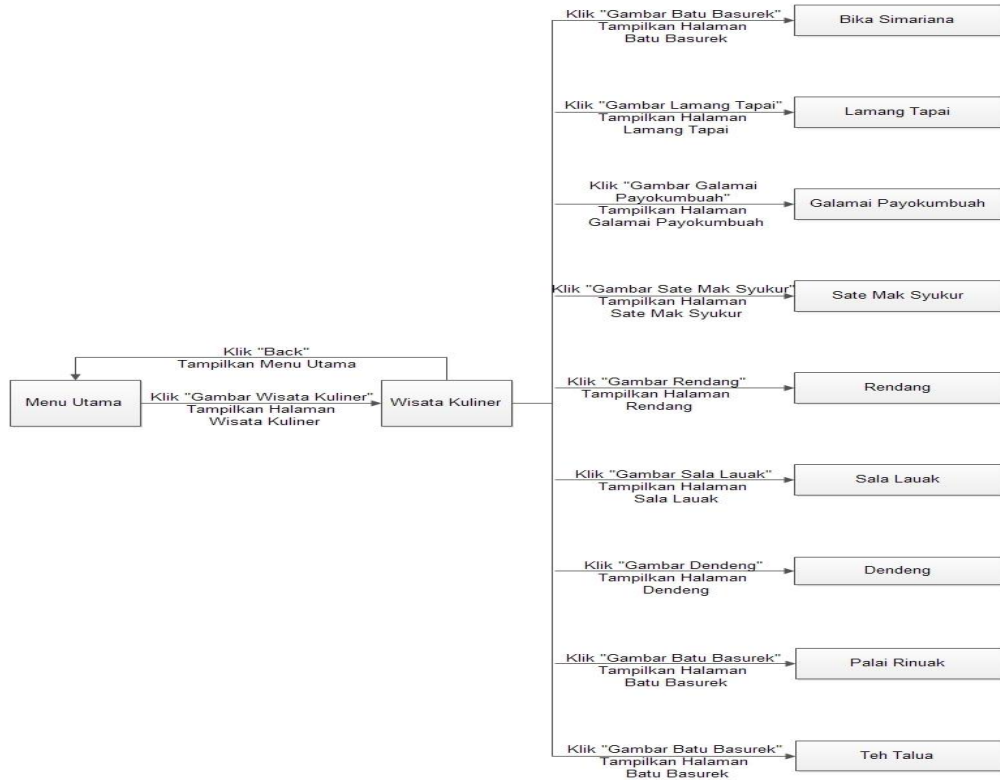 Klik "Gambar Batu Basurek"
Tampilkan Halaman
Batu Basurek
Bika Simariana
Klik "Gambar Lamang Tapai"
Tampilkan Halaman
Lamang Tapai
Lamang Tapai
Klik "Gambar Galamai
Payokumbuah"
Tampilkan Halaman
Galamai Payokumbuah
Galamai Payokumbuah
Klik "Gambar Sate Mak Syukur"
Tampilkan Halaman
Sate Mak Syukur
Sate Mak Syukur
Klik "Back"
Tampilkan Menu Utama
Menu Utama
Klik "Gambar Wisata Kuliner"
Tampilkan Halaman
Wisata Kuliner
Wisata Kuliner
Klik "Gambar Rendang"
Tampilkan Halaman
Rendang
Rendang
Klik "Gambar Sala Lauak"
Tampilkan Halaman
Sala Lauak
Sala Lauak
Klik "Gambar Dendeng"
Tampilkan Halaman
Dendeng
Dendeng
Klik "Gambar Batu Basurek"
Tampilkan Halaman
Batu Basurek
Palai Rinuak
Klik "Gambar Batu Basurek"
Tampilkan Halaman
Batu Basurek
Teh Talua